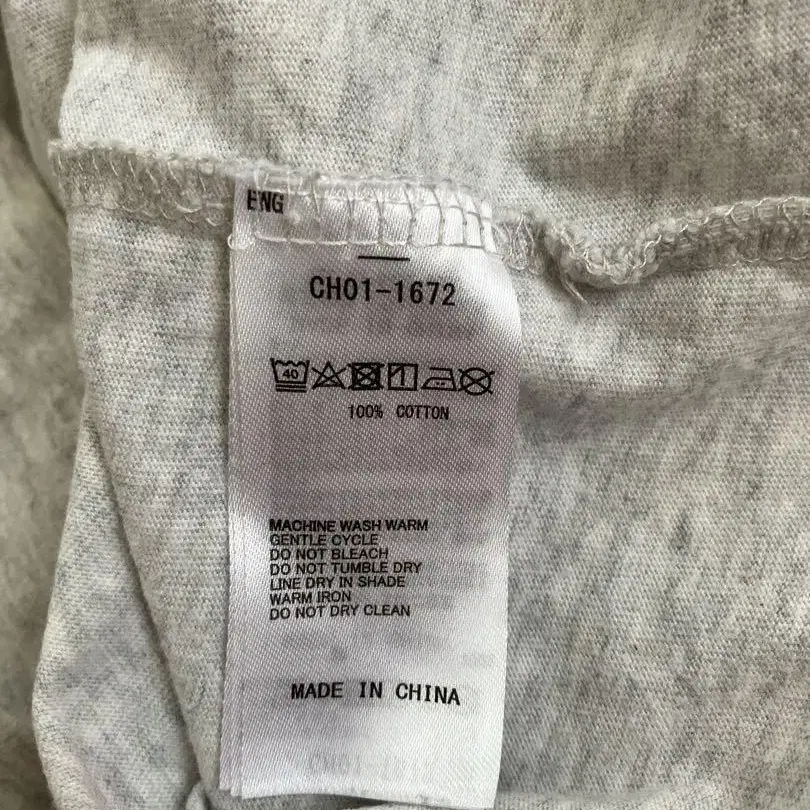 ENG
CH01-1672
40
100% COTTON
MACHINE WASH WARM
GENTLE CYCLE
DO NOT BLEACH
DO NOT TUMBLE DRY
LINE DRY IN SHADE
WARM IRON
DO NOT DRY CLEAN
MADE IN CHINA